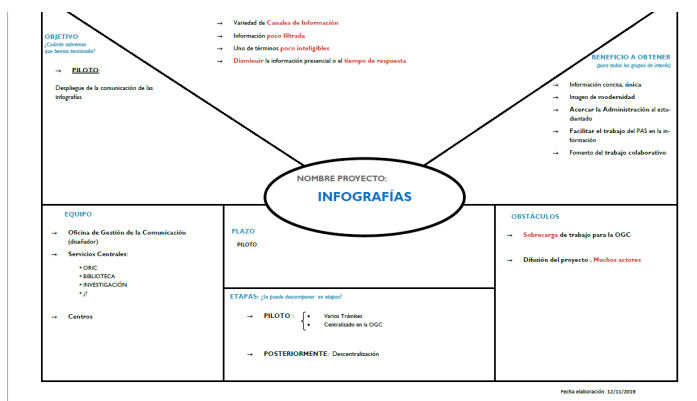 → Variedad de Canales de Información
→ Información poco filtrada
→ Uno de términos poco inteligibles
→ Disminuir la información presencial o el tiempo de respuesta
OBJETIVO
¿Cuándo sabremos
que hemos terminado?
→ PILOTO:
Despliegue de la comunicación de las
infografías
BENEFICIO A OBTENER
(para todos los grupos de interés)
→ Información concisa, única
→ Imagen de modernidad
→ Acercar la Administración al estu-
diantado
→ Facilitar el trabajo del PAS en la in-
formación
→ Fomento del trabajo colaborativo
NOMBRE PROYECTO:
INFOGRAFÍAS
EQUIPO
→ Oficina de Gestión de la Comunicación
(diseñador)
→ Servicios Centrales:
• ORIC
• BIBLIOTECA
• INVESTIGACIÓN
• ¿?
→ Centros
PLAZO
PILOTO:
ETAPAS: ¿Se puede descomponer en etapas?
→ PILOTO :
• Varios Trámites
• Centralizado en la OGC
→ POSTERIORMENTE: Descentralización
OBSTÁCULOS
→ Sobrecarga de trabajo para la OGC
→ Difusión del proyecto . Muchos actores
Fecha elaboración: 12/11/2019